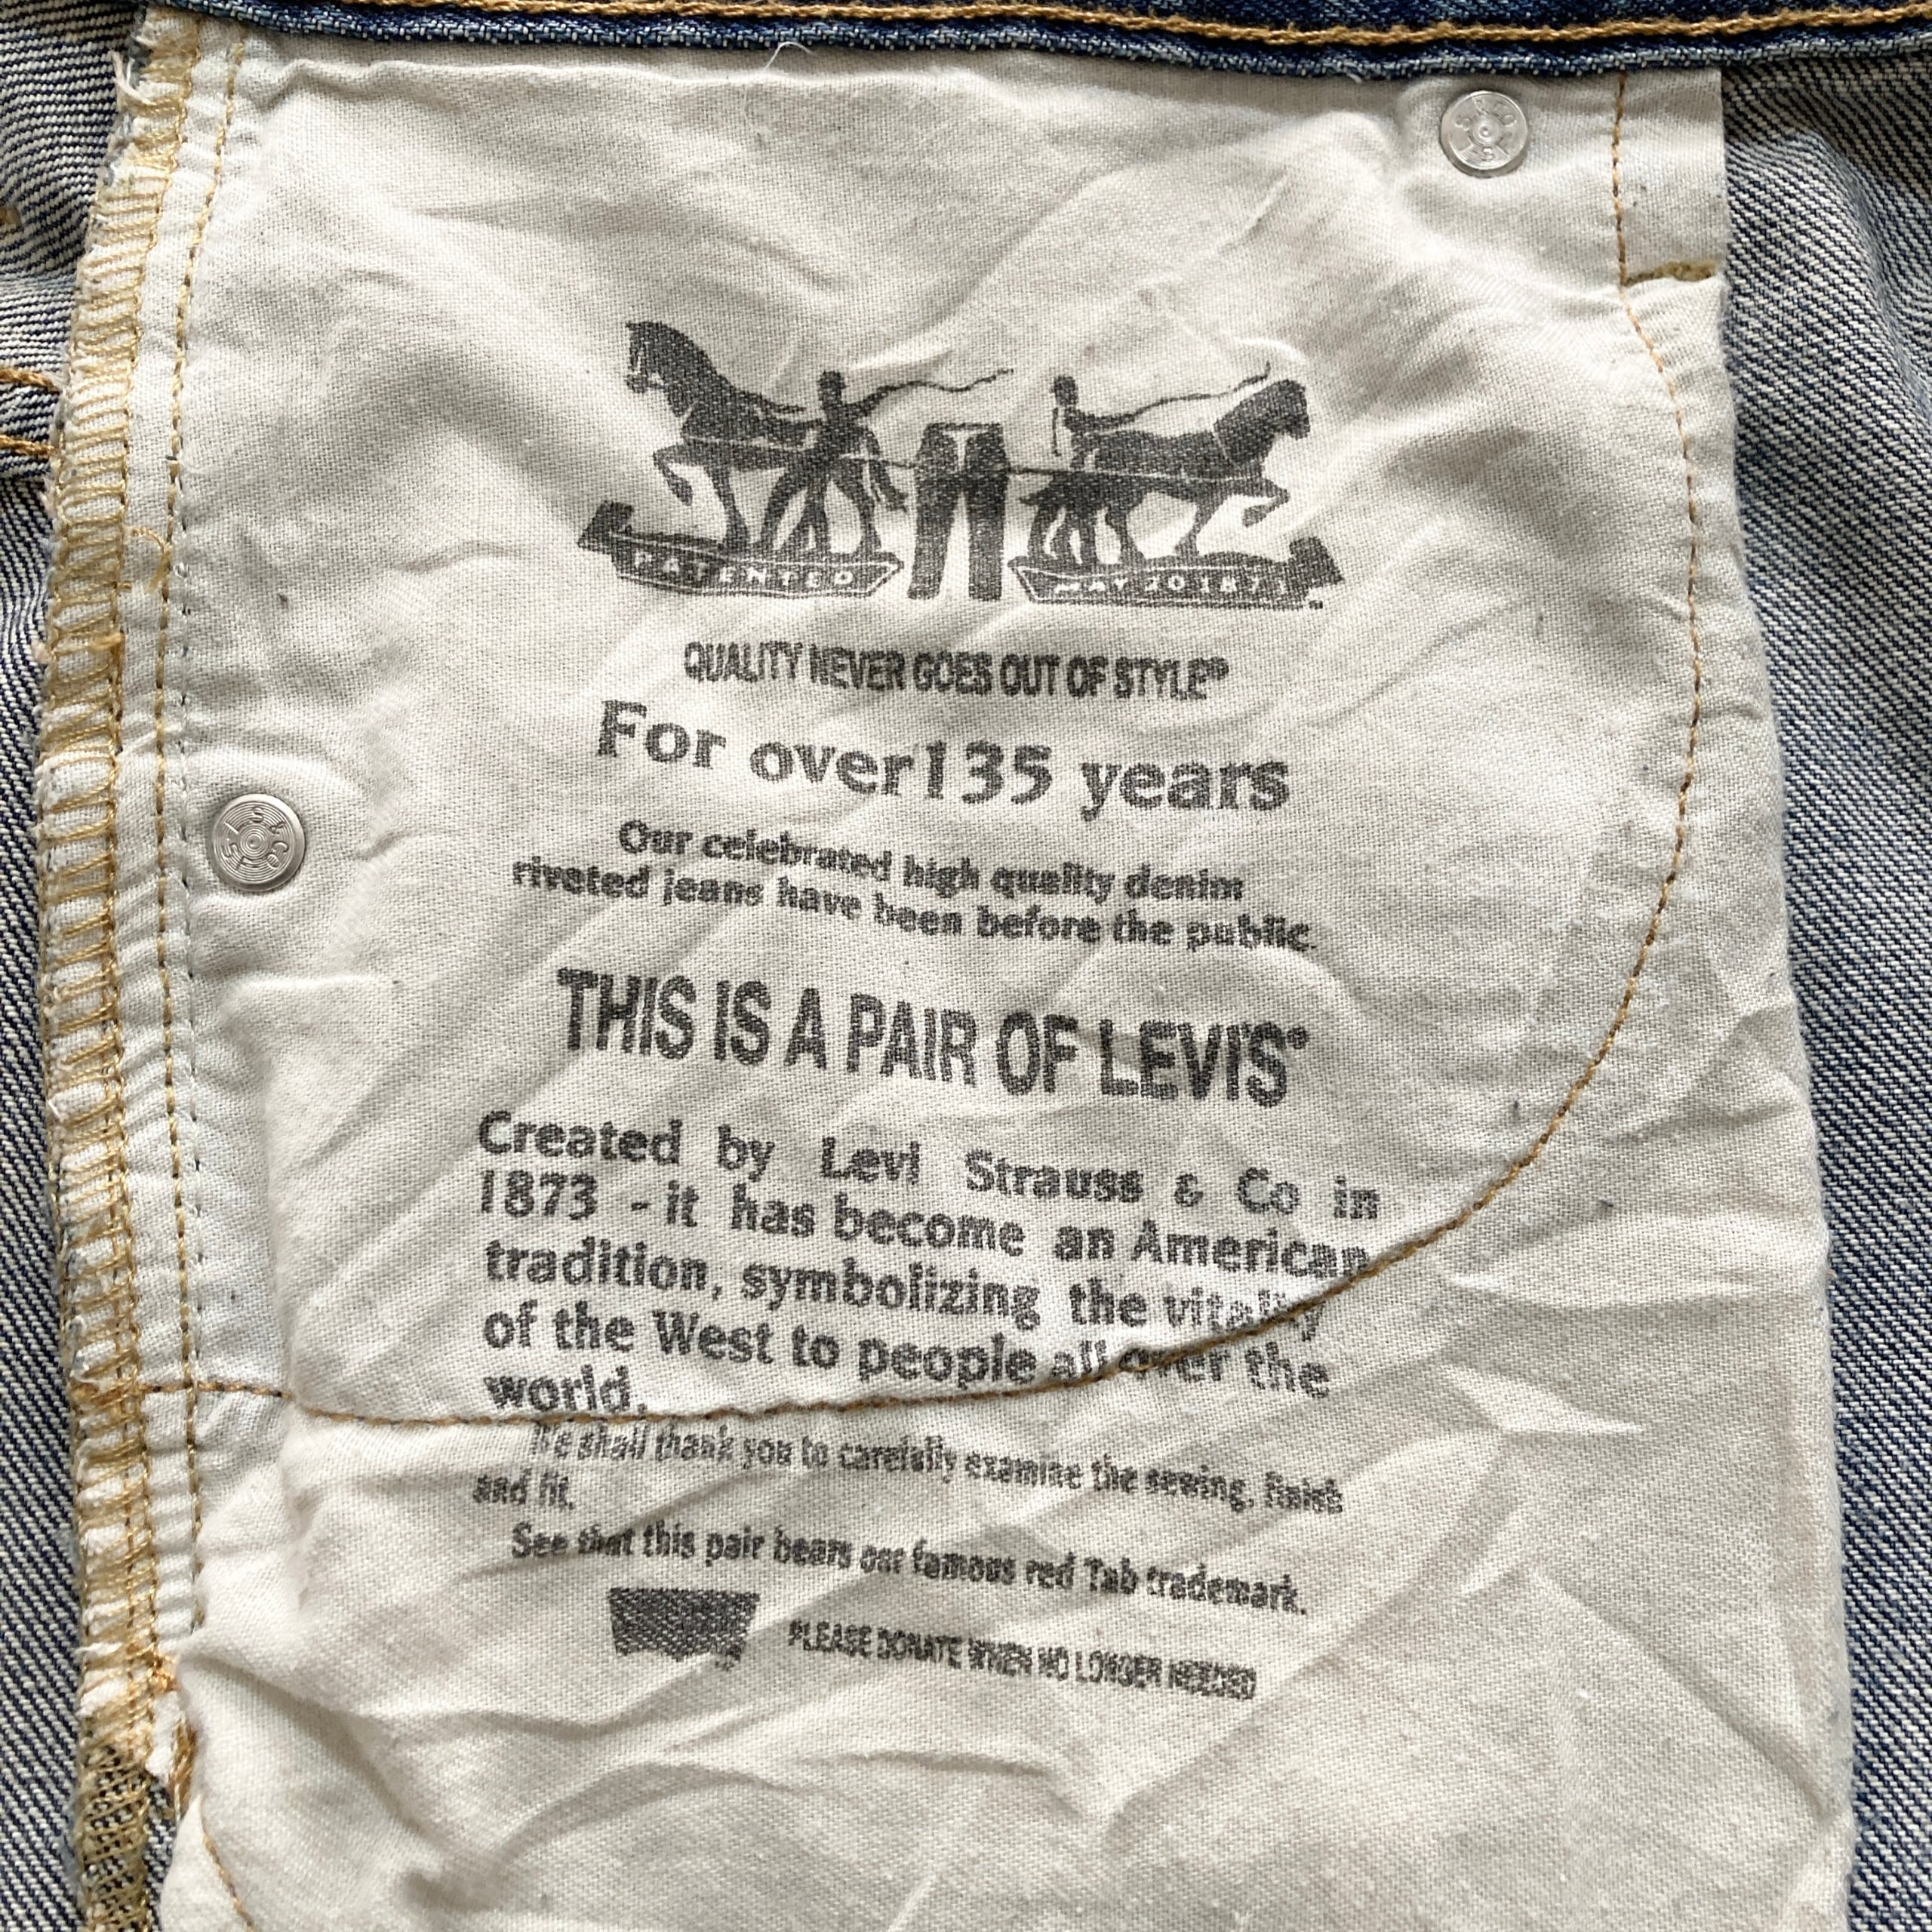 PATENTED
MAY 20 1873
QUALITY NEVER GOES OUT OF STYLE®
For over 135 years
Our celebrated high quality denim
riveted jeans have been before the public.
THIS IS A PAIR OF LEVI'S®
Created by Levi Strauss & Co in
1873 - it has become an American
tradition, symbolizing the vitality
of the West to people all over the
world.
We shall thank you to carefully examine the sewing, finish
and fit.
See that this pair bears our famous red Tab trademark.
PLEASE DONATE WHEN NO LONGER NEEDED